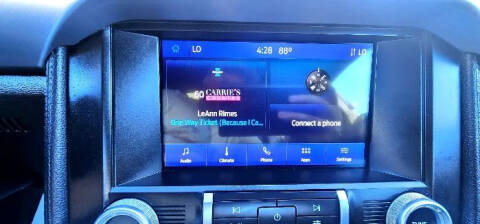 LO 4:28 88° LO
60 CARRIE'S
COUNTRY
LeAnn Rimes
One Way Ticket (Because I Ca...
Connect a phone
Audio Climate Phone Apps Settings